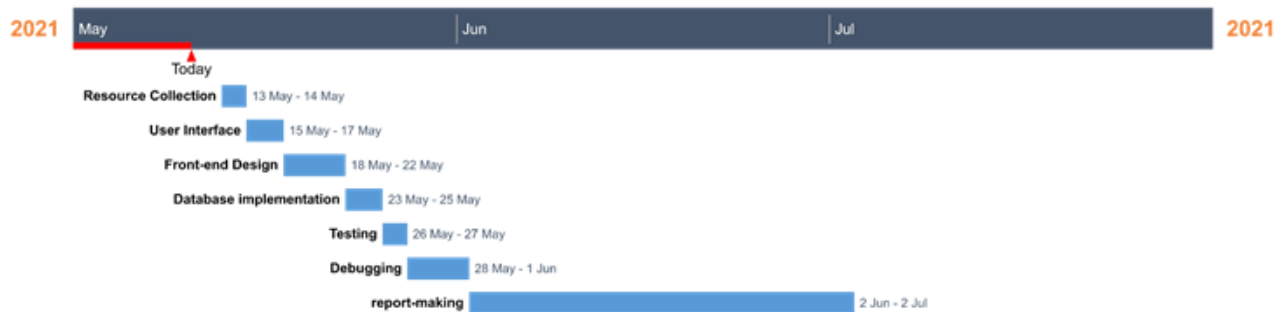 2021 May Jun Jul 2021
Today
Resource Collection 13 May - 14 May
User Interface 15 May - 17 May
Front-end Design 18 May - 22 May
Database implementation 23 May - 25 May
Testing 26 May - 27 May
Debugging 28 May - 1 Jun
report-making 2 Jun - 2 Jul